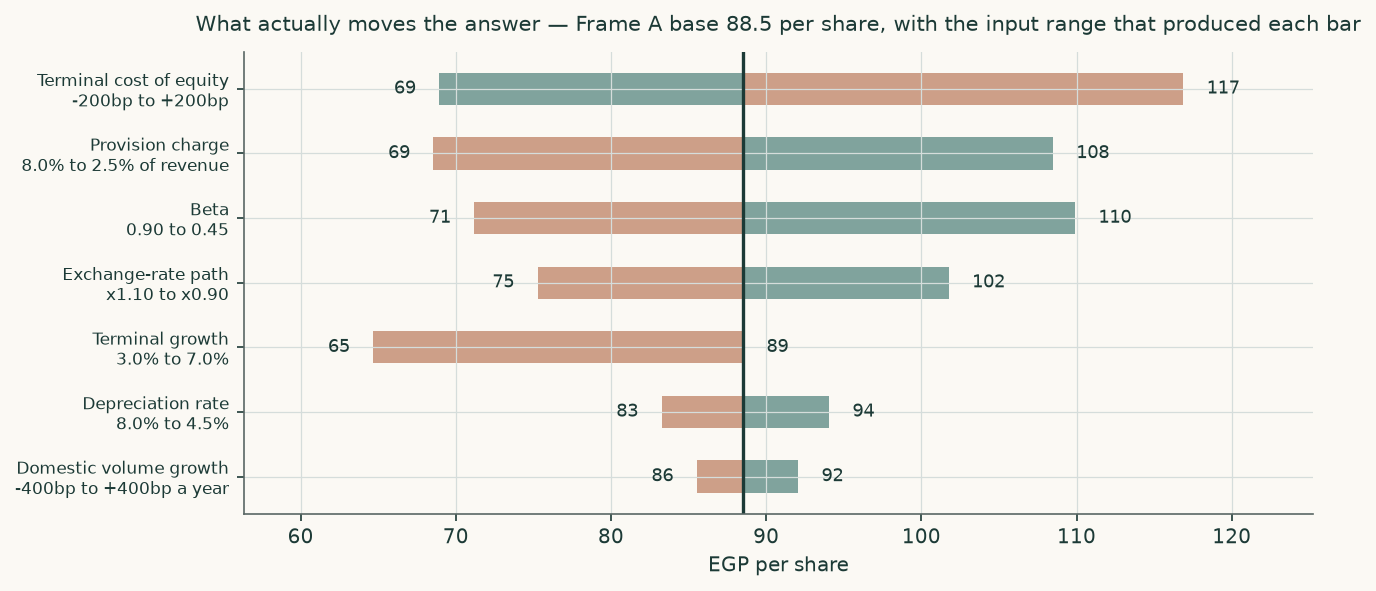 What actually moves the answer — Frame A base 88.5 per share, with the input range that produced each bar
Terminal cost of equity
-200bp to +200bp
69
117
Provision charge
8.0% to 2.5% of revenue
69
108
Beta
0.90 to 0.45
71
110
Exchange-rate path
x1.10 to x0.90
75
102
Terminal growth
3.0% to 7.0%
65
89
Depreciation rate
8.0% to 4.5%
83
94
Domestic volume growth
-400bp to +400bp a year
86
92
60 70 80 90 100 110 120
EGP per share